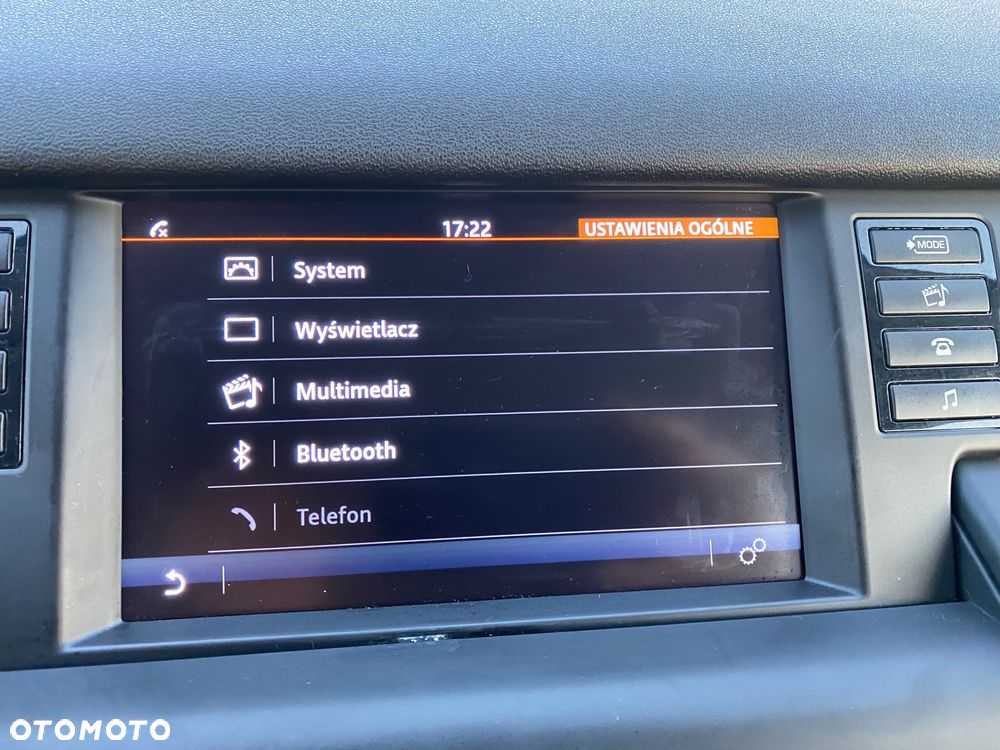 17:22 USTAWIENIA OGÓLNE
System
Wyświetlacz
Multimedia
Bluetooth
Telefon
MODE
OTOMOTO